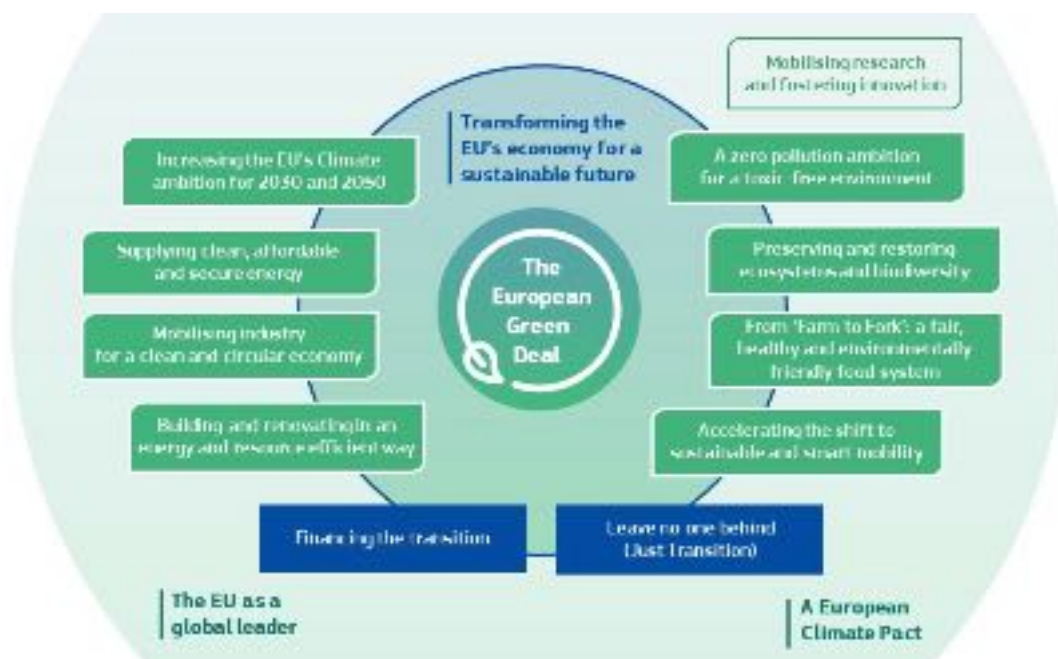 Mobilising research
and fostering innovation
Transforming the
EU's economy for a
sustainable future
Increasing the EU's Climate
ambition for 2030 and 2050
A zero pollution ambition
for a toxic-free environment
Supplying clean, affordable
and secure energy
Preserving and restoring
ecosystems and biodiversity
The
European
Green
Deal
Mobilising industry
for a clean and circular economy
From 'Farm to Fork': a fair,
healthy and environmentally
friendly food system
Building and renovating in an
energy and resource efficient way
Accelerating the shift to
sustainable and smart mobility
Financing the transition
Leave no one behind
(Just Transition)
The EU as a
global leader
A European
Climate Pact